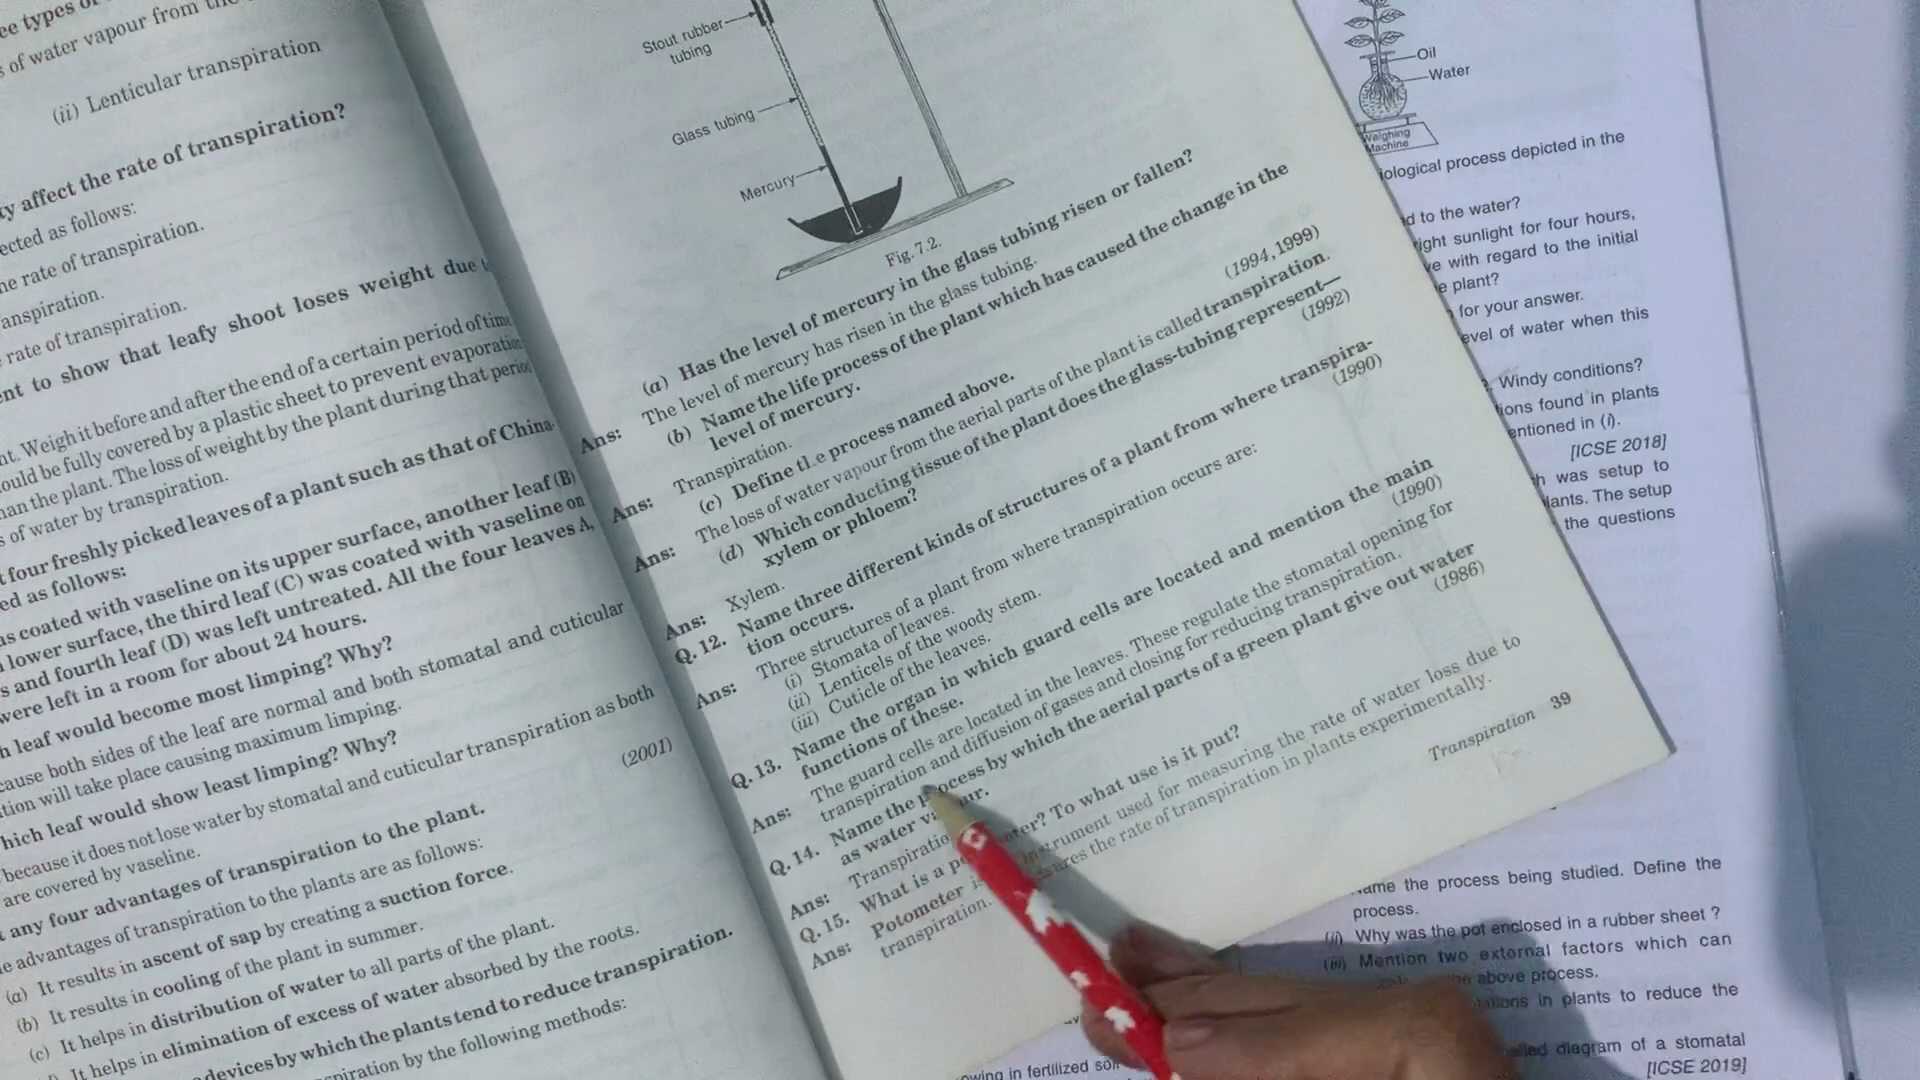 ee types of
s of water vapour from the
(ii) Lenticular transpiration
affect the rate of transpiration?
ected as follows:
he rate of transpiration.
anspiration.
rate of transpiration.
ent to show that leafy shoot loses weight due
nt. Weigh it before and after the end of a certain period of time
ould be fully covered by a plastic sheet to prevent evaporation
han the plant. The loss of weight by the plant during that period
s of water by transpiration.
four freshly picked leaves of a plant such as that of China-
ed as follows:
as coated with vaseline on its upper surface, another leaf (B)
lower surface, the third leaf (C) was coated with vaseline on
s and fourth leaf (D) was left untreated. All the four leaves A,
were left in a room for about 24 hours.
h leaf would become most limping? Why?
cause both sides of the leaf are normal and both stomatal and cuticular
tion will take place causing maximum limping.
hich leaf would show least limping? Why?
because it does not lose water by stomatal and cuticular transpiration as both
are covered by vaseline.
(2001)
any four advantages of transpiration to the plant.
e advantages of transpiration to the plants are as follows:
(a) It results in ascent of sap by creating a suction force.
(b) It results in cooling of the plant in summer.
(c) It helps in distribution of water to all parts of the plant.
It helps in elimination of excess of water absorbed by the roots.
devices by which the plants tend to reduce transpiration.
spiration by the following methods:
Stout rubber
tubing
Glass tubing
Mercury
Fig. 7.2.
(a) Has the level of mercury in the glass tubing risen or fallen?
Ans: The level of mercury has risen in the glass tubing.
(b) Name the life process of the plant which has caused the change in the
level of mercury.
(1994, 1999)
Ans: Transpiration.
(c) Define the process named above.
Ans: The loss of water vapour from the aerial parts of the plant is called transpiration.
(d) Which conducting tissue of the plant does the glass-tubing represent—
xylem or phloem?
(1992)
Ans: Xylem.
Q. 12. Name three different kinds of structures of a plant from where transpira-
tion occurs.
(1990)
Ans: Three structures of a plant from where transpiration occurs are:
(i) Stomata of leaves.
(ii) Lenticels of the woody stem.
(iii) Cuticle of the leaves.
Q. 13. Name the organ in which guard cells are located and mention the main
functions of these.
(1990)
Ans: The guard cells are located in the leaves. These regulate the stomatal opening for
transpiration and diffusion of gases and closing for reducing transpiration.
Q. 14. Name the process by which the aerial parts of a green plant give out water
as water
(1986)
Ans:
Q. 15. What is a To what use is it put?
Ans: Potometer instrument used for measuring the rate of water loss due to
transpiration. the rate of transpiration in plants experimentally.
Transpiration 39
Oil
Water
Weighing
Machine
iological process depicted in the
d to the water?
right sunlight for four hours,
ve with regard to the initial
e plant?
for your answer.
evel of water when this
Windy conditions?
ions found in plants
entioned in (i).
[ICSE 2018]
h was setup to
lants. The setup
the questions
ame the process being studied. Define the
process.
(ii) Why was the pot enclosed in a rubber sheet ?
(iii) Mention two external factors which can
the above process.
in plants to reduce the
diagram of a stomatal
[ICSE 2019]
owing in fertilized soil